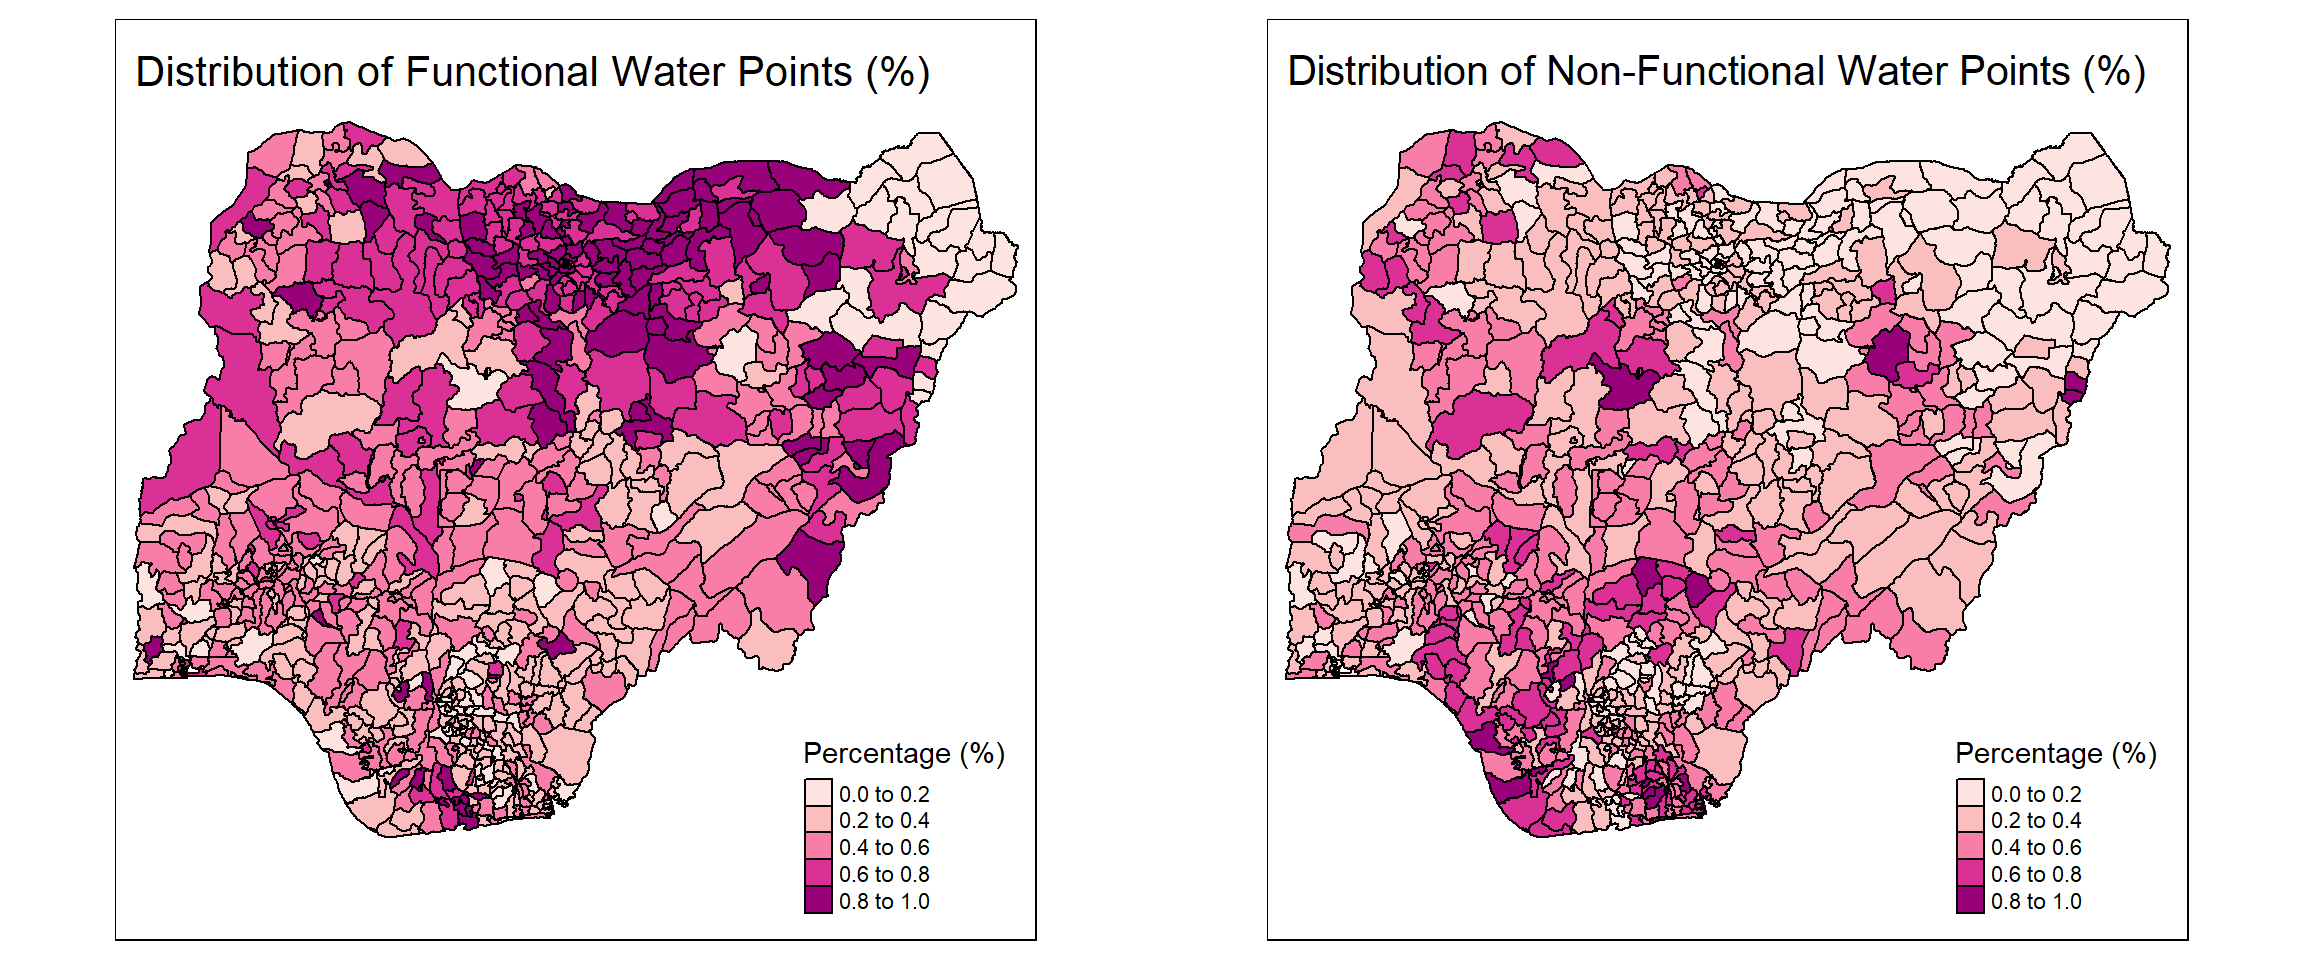 Distribution of Functional Water Points (%)
Percentage (%)
0.0 to 0.2
0.2 to 0.4
0.4 to 0.6
0.6 to 0.8
0.8 to 1.0
Distribution of Non-Functional Water Points (%)
Percentage (%)
0.0 to 0.2
0.2 to 0.4
0.4 to 0.6
0.6 to 0.8
0.8 to 1.0